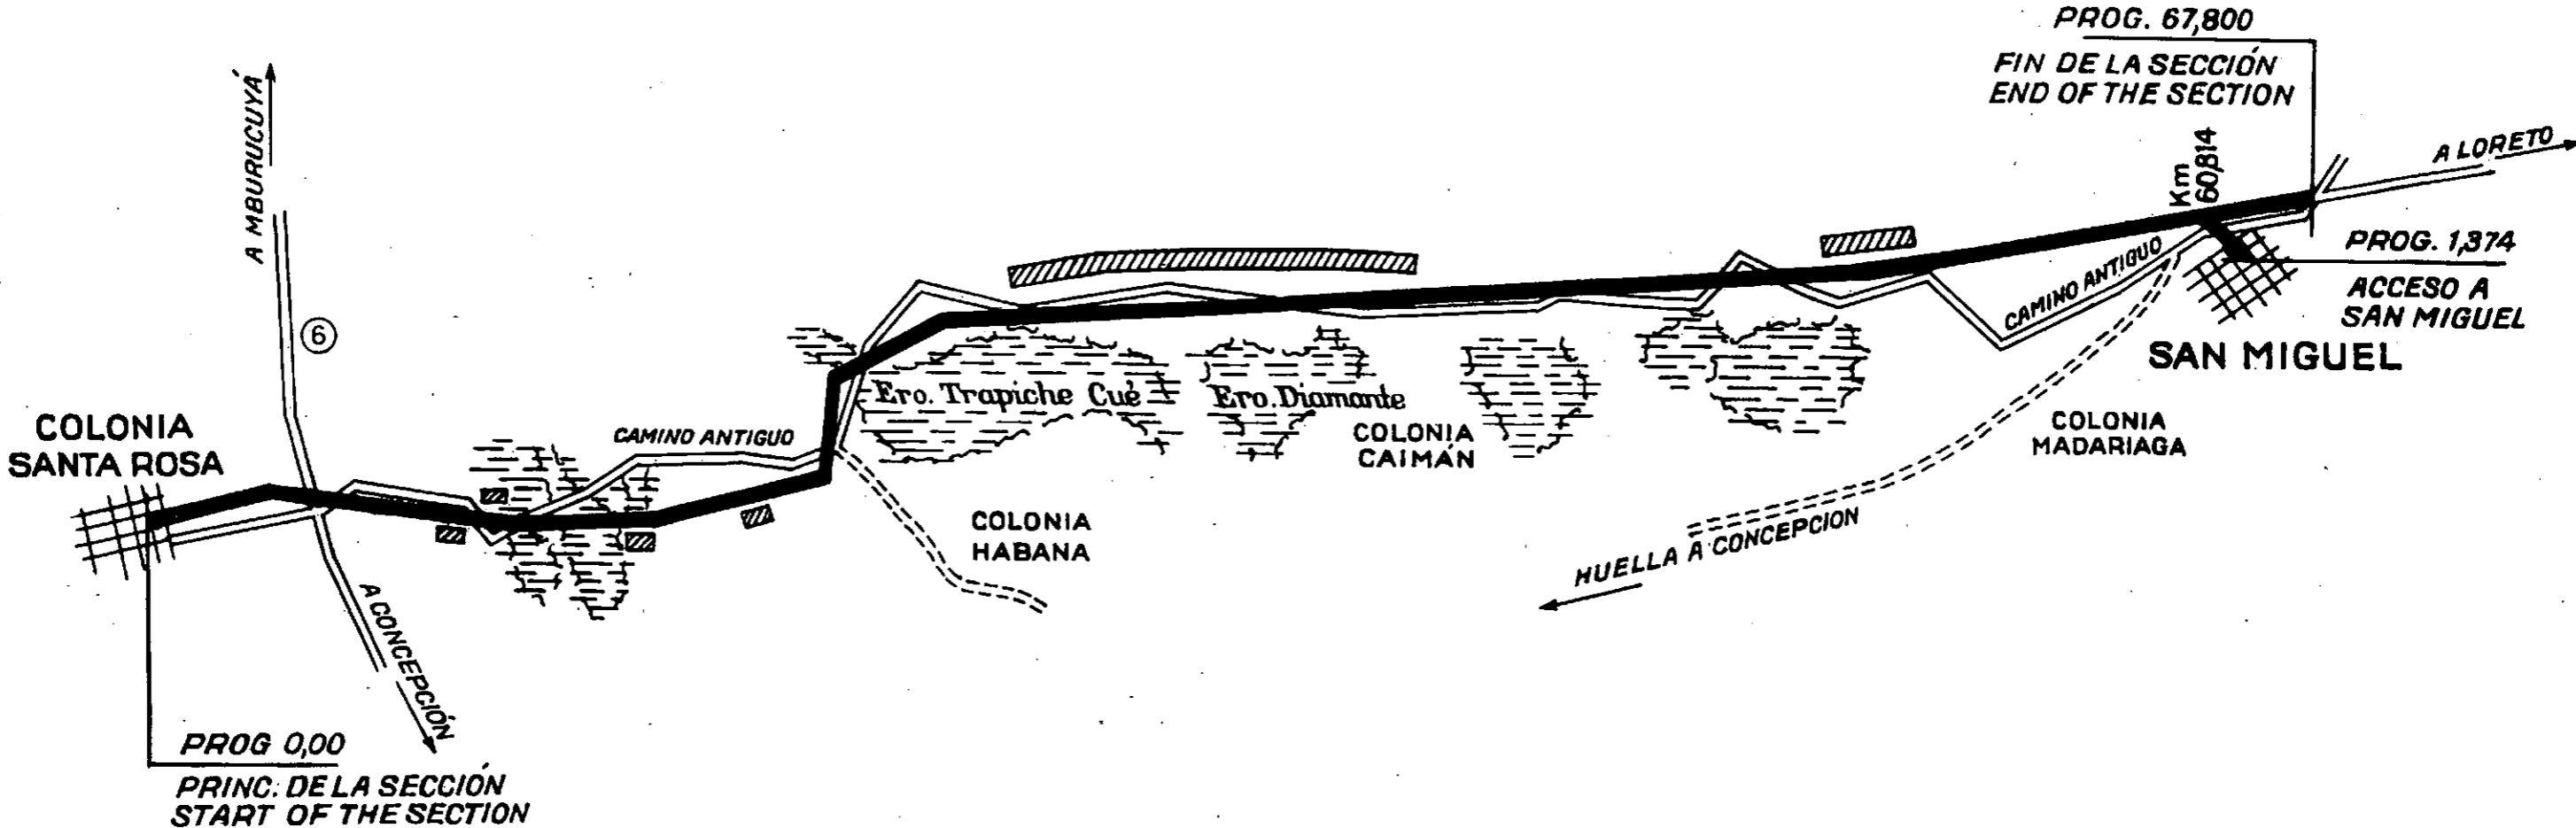 PROG. 67,800
FIN DE LA SECCIÓN
END OF THE SECTION
A MBURUCUYÁ
Km
60,814
A LORETO
6
PROG. 1,374
ACCESO A
SAN MIGUEL
CAMINO ANTIGUO
SAN MIGUEL
COLONIA
SANTA ROSA
CAMINO ANTIGUO
Ero. Trapiche Cué
Ero. Diamante
COLONIA
CAIMÁN
COLONIA
MADARIAGA
COLONIA
HABANA
HUELLA A CONCEPCION
A CONCEPCIÓN
PROG 0,00
PRINC. DE LA SECCIÓN
START OF THE SECTION